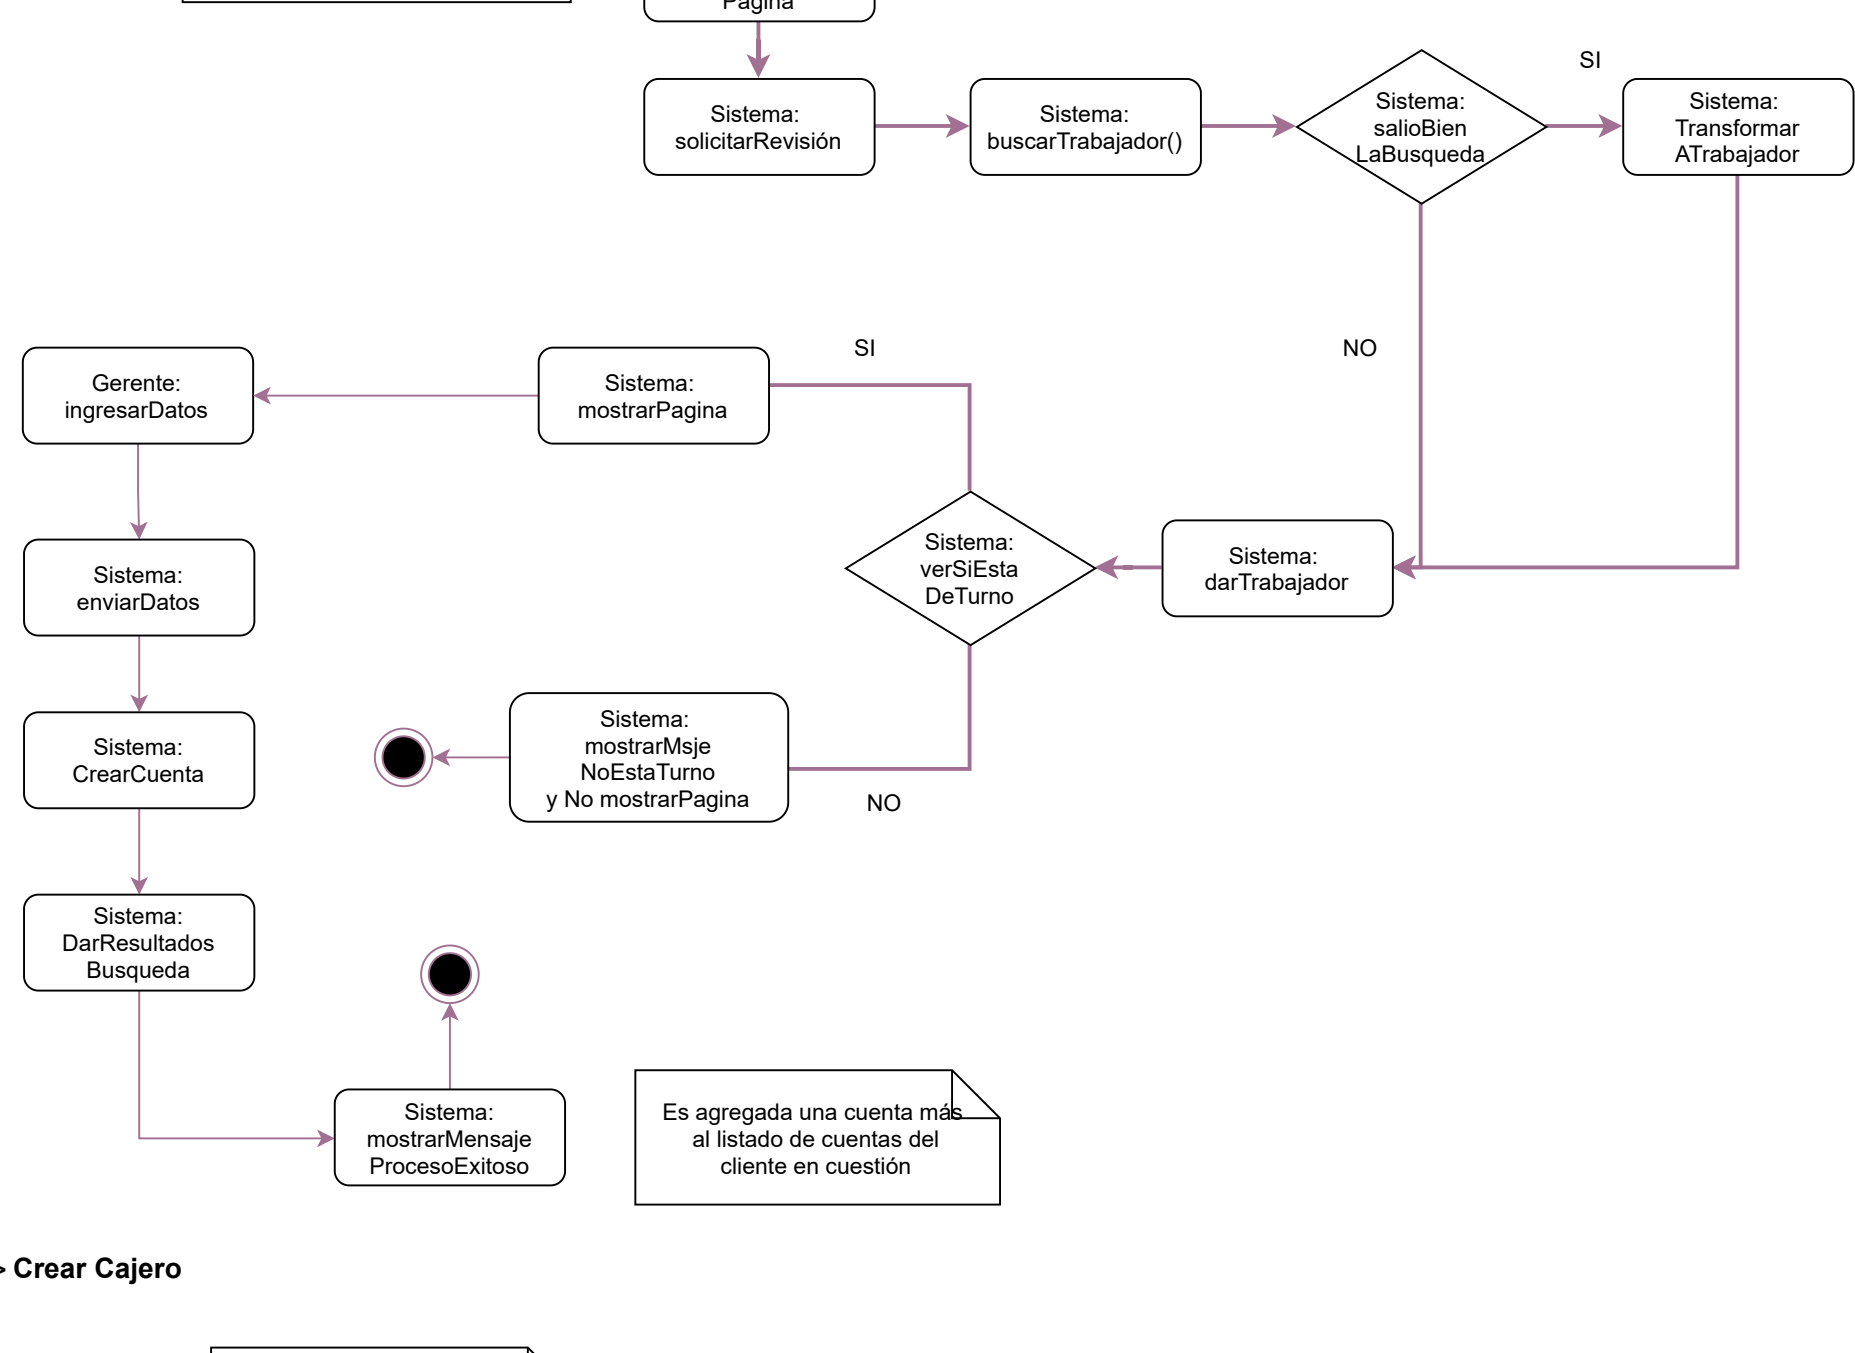 Pagina
SI
Sistema:
solicitarRevisión
Sistema:
buscarTrabajador()
Sistema:
salioBien
LaBusqueda
Sistema:
Transformar
ATrabajador
SI
NO
Gerente:
ingresarDatos
Sistema:
mostrarPagina
Sistema:
verSiEsta
DeTurno
Sistema:
darTrabajador
Sistema:
enviarDatos
Sistema:
mostrarMsje
NoEstaTurno
y No mostrarPagina
NO
Sistema:
CrearCuenta
Sistema:
DarResultados
Busqueda
Sistema:
mostrarMensaje
ProcesoExitoso
Es agregada una cuenta más
al listado de cuentas del
cliente en cuestión
> Crear Cajero